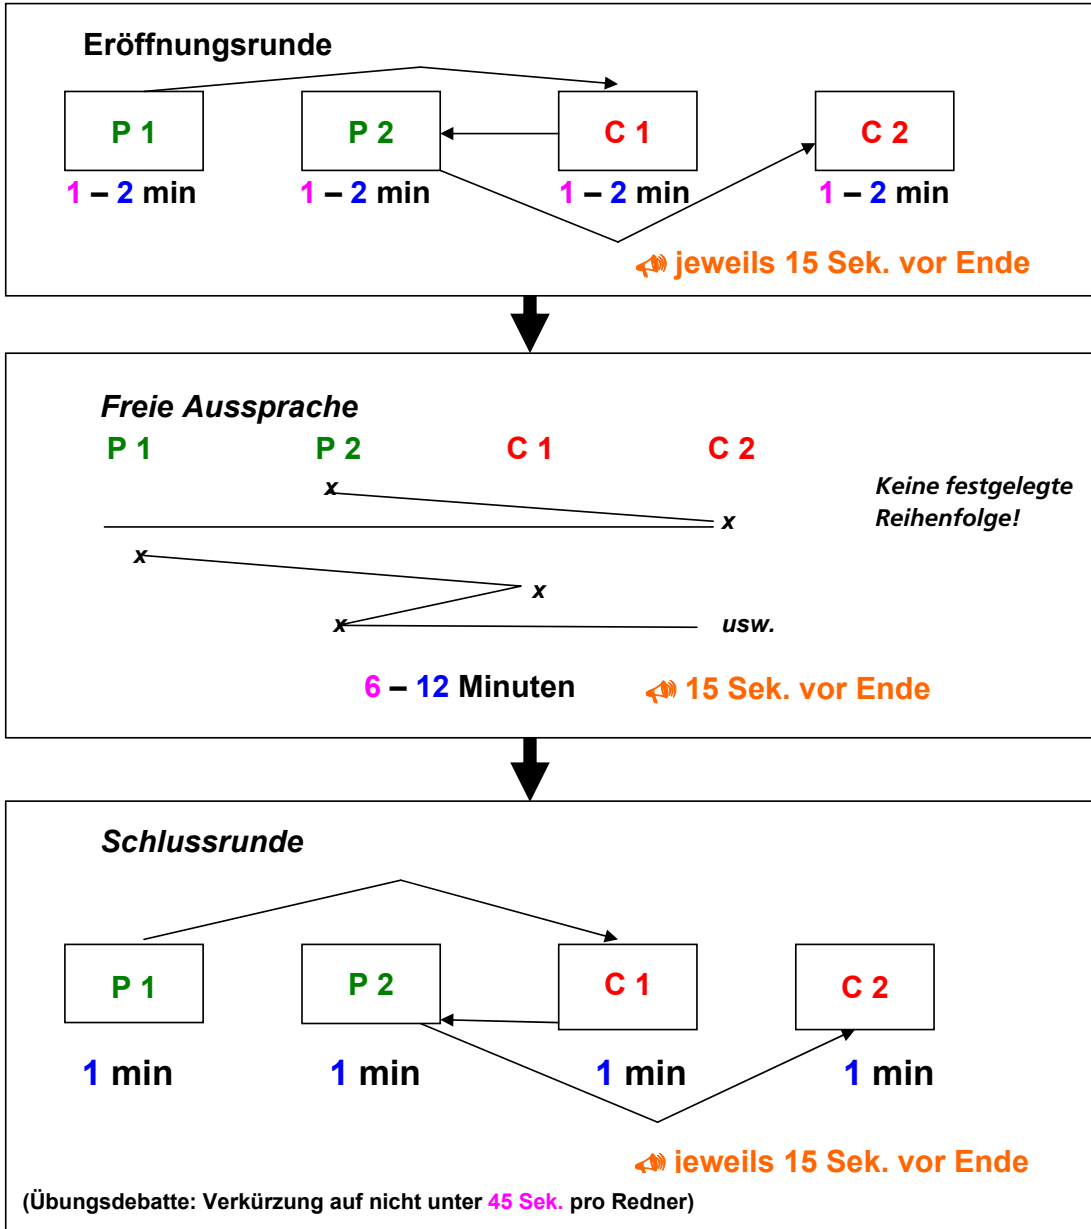 Eröffnungsrunde
P 1 P 2 C 1 C 2
1 – 2 min 1 – 2 min 1 – 2 min 1 – 2 min
jeweils 15 Sek. vor Ende
Freie Aussprache
P 1 P 2 C 1 C 2
x
Keine festgelegte
Reihenfolge!
x
x
x
x usw.
6 – 12 Minuten 15 Sek. vor Ende
Schlussrunde
P 1 P 2 C 1 C 2
1 min 1 min 1 min 1 min
jeweils 15 Sek. vor Ende
(Übungsdebatte: Verkürzung auf nicht unter 45 Sek. pro Redner)